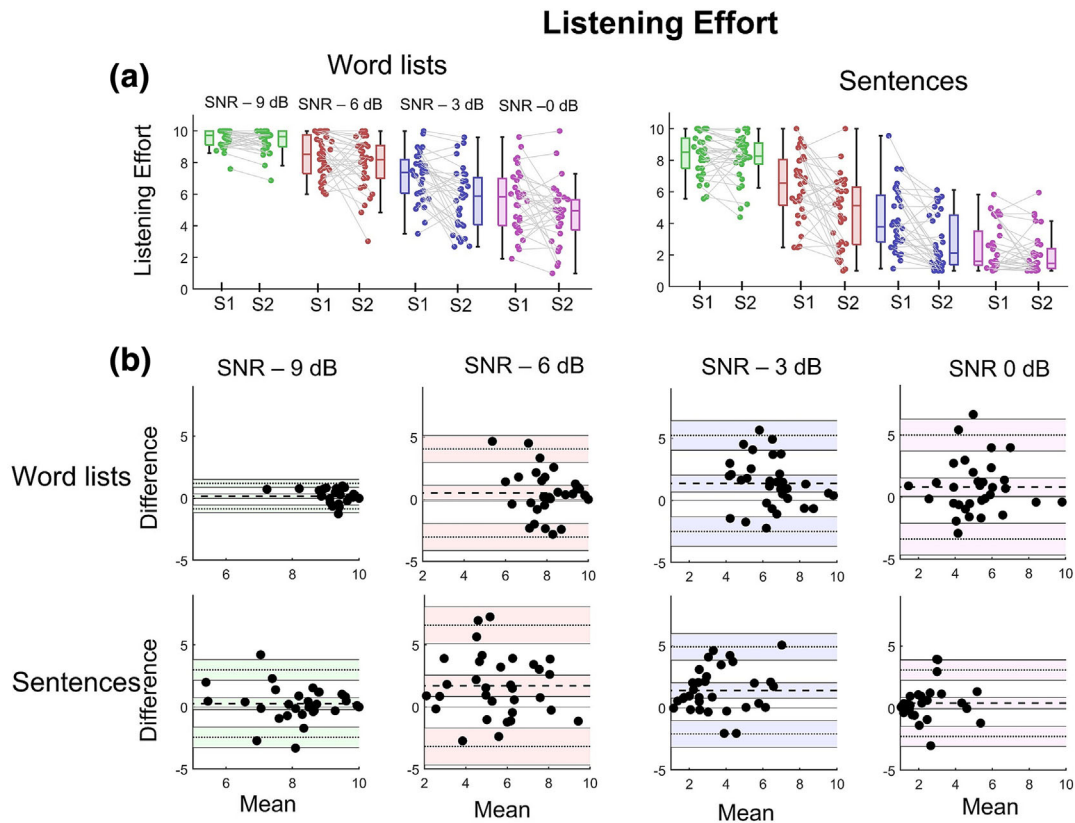 Listening Effort
(a)
Word lists
Sentences
SNR – 9 dB SNR – 6 dB SNR – 3 dB SNR –0 dB
Listening Effort
10
8
6
4
2
0
S1 S2 S1 S2 S1 S2 S1 S2
10
8
6
4
2
0
S1 S2 S1 S2 S1 S2 S1 S2
(b)
SNR – 9 dB SNR – 6 dB SNR – 3 dB SNR 0 dB
Word lists
Difference
5
0
-5
6 8 10
5
0
-5
2 4 6 8 10
5
0
-5
2 4 6 8 10
5
0
-5
2 4 6 8 10
Sentences
Difference
5
0
-5
6 8 10
5
0
-5
2 4 6 8 10
5
0
-5
2 4 6 8 10
5
0
-5
2 4 6 8 10
Mean Mean Mean Mean